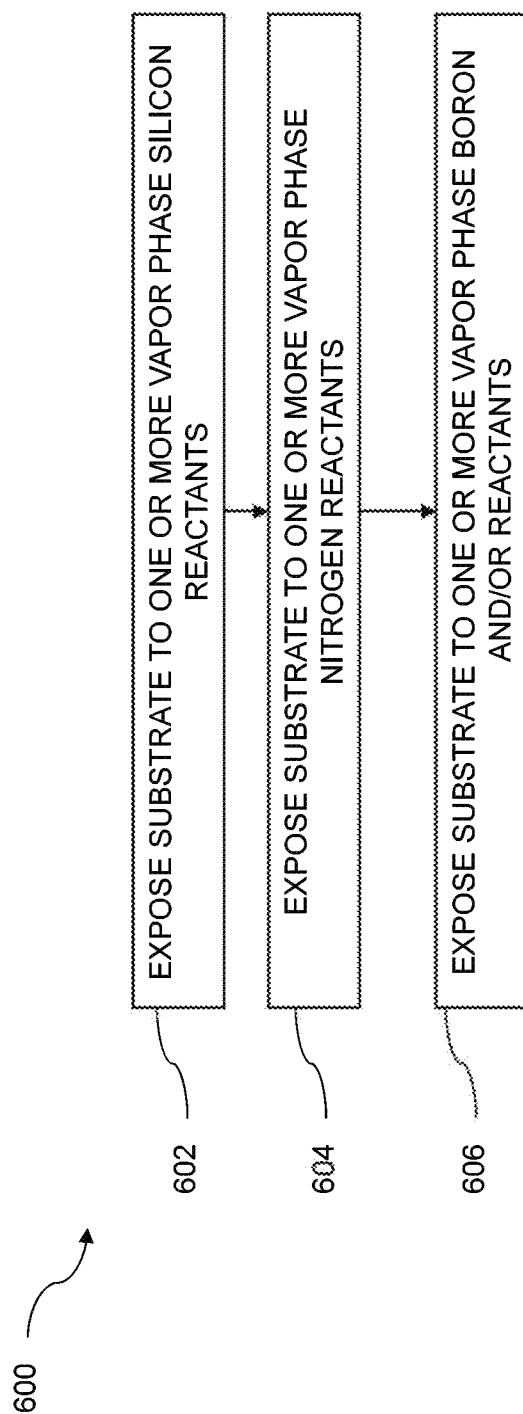 600
602
EXPOSE SUBSTRATE TO ONE OR MORE VAPOR PHASE SILICON
REACTANTS
604
EXPOSE SUBSTRATE TO ONE OR MORE VAPOR PHASE
NITROGEN REACTANTS
606
EXPOSE SUBSTRATE TO ONE OR MORE VAPOR PHASE BORON
AND/OR REACTANTS